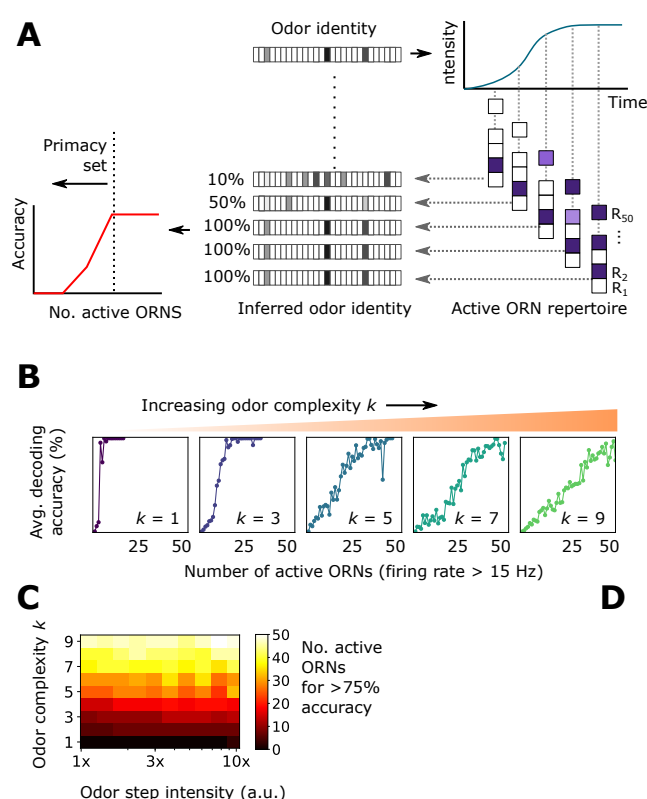 A
Odor identity
ntensity
Time
Primacy
set
Accuracy
No. active ORNS
10%
50%
100%
100%
100%
Inferred odor identity
R50
...
R2
R1
Active ORN repertoire
B
Increasing odor complexity k
Avg. decoding
accuracy (%)
k = 1
k = 3
k = 5
k = 7
k = 9
25 50
25 50
25 50
25 50
25 50
Number of active ORNs (firing rate > 15 Hz)
C
D
Odor complexity k
9
7
5
3
1
1x 3x 10x
Odor step intensity (a.u.)
50
40
30
20
10
0
No. active
ORNs
for >75%
accuracy